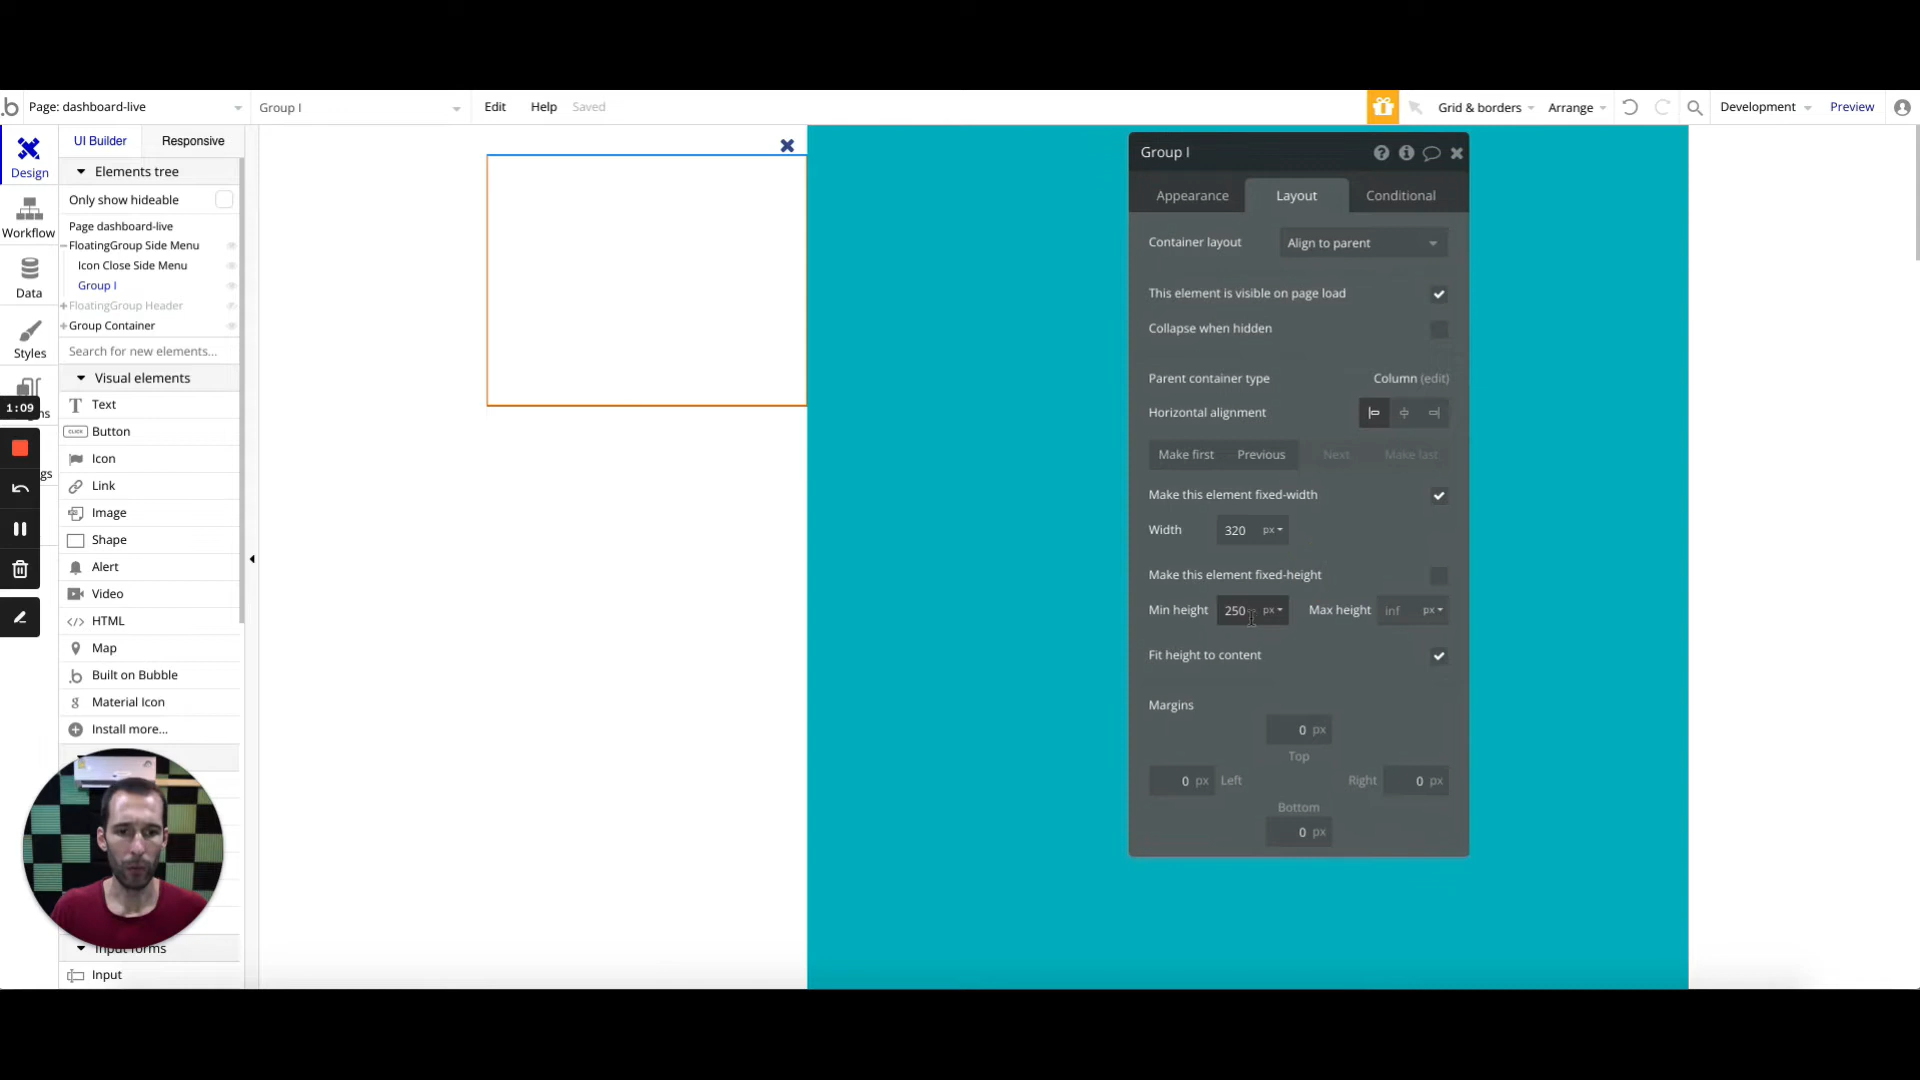 Page: dashboard-live
Group I
Edit
Help
Saved
Grid & borders
Arrange
Development
Preview
Design
Workflow
Data
Styles
ns
1:09
gs
UI Builder
Responsive
Elements tree
Only show hideable
Page dashboard-live
FloatingGroup Side Menu
Icon Close Side Menu
Group I
FloatingGroup Header
Group Container
Search for new elements...
Visual elements
Text
CLICK Button
Icon
Link
Image
Shape
Alert
Video
</> HTML
Map
Built on Bubble
g Material Icon
Install more...
Input forms
Input
Group I
Appearance
Layout
Conditional
Container layout
Align to parent
This element is visible on page load
Collapse when hidden
Parent container type
Column (edit)
Horizontal alignment
Make first
Previous
Next
Make last
Make this element fixed-width
Width 320 px
Make this element fixed-height
Min height 250 px
Max height inf px
Fit height to content
Margins
0 px
Top
0 px Left
Right 0 px
Bottom
0 px